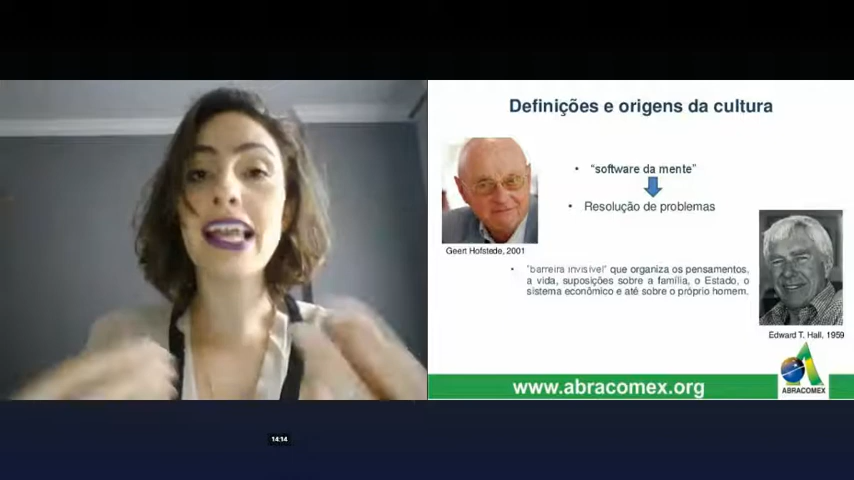 Definições e origens da cultura
• “software da mente”
• Resolução de problemas
Geert Hofstede, 2001
• “barreira invisível” que organiza os pensamentos,
a vida, suposições sobre a família, o Estado, o
sistema econômico e até sobre o próprio homem.
Edward T. Hall, 1959
www.abracomex.org
ABRACOMEX
14:14